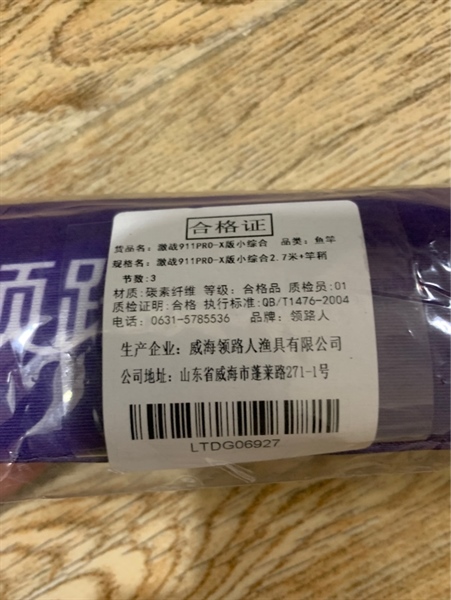 合格证
货品名：激战911PRO-X版小综合 品类：鱼竿
规格名：激战911PRO-X版小综合2.7米+竿稍
节数：3
材质：碳素纤维 等级：合格品 质检员：01
质检证明：合格 执行标准：QB/T1476-2004
电话：0631-5785536 品牌：领路人
生产企业：威海领路人渔具有限公司
公司地址：山东省威海市蓬莱路271-1号
LTDG06927
领路